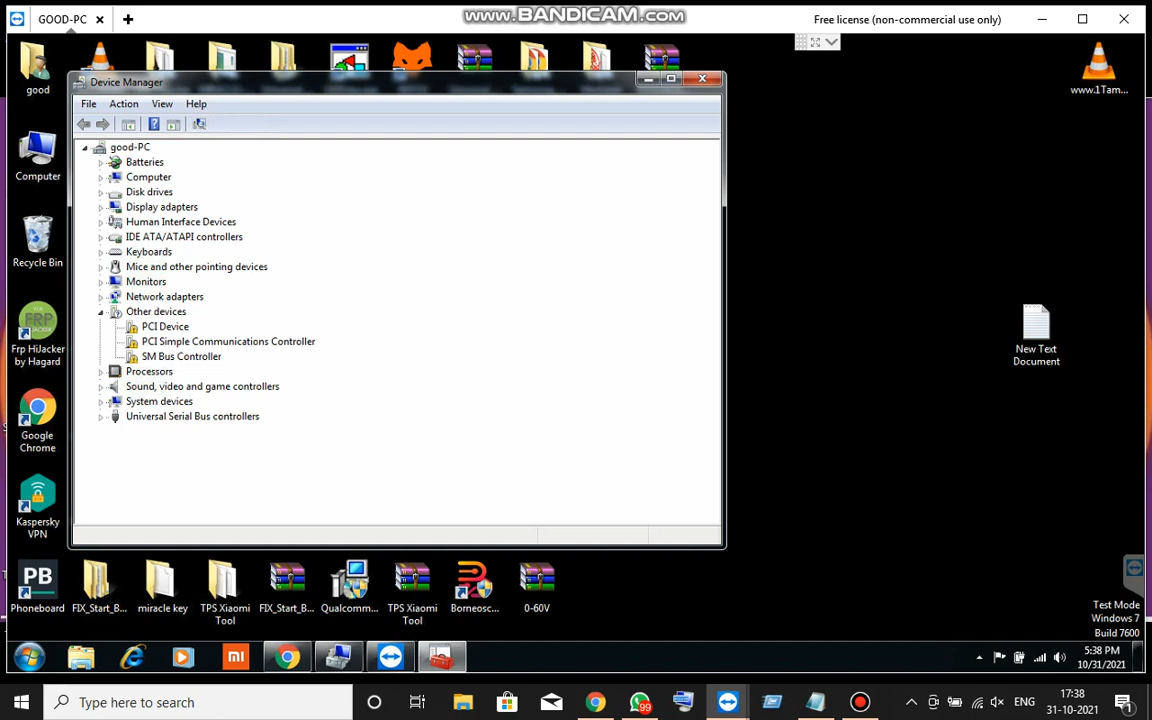 www.BANDICAM.com
GOOD-PC
Free license (non-commercial use only)
good
www.1Tam...
Device Manager
File Action View Help
good-PC
Batteries
Computer
Disk drives
Display adapters
Human Interface Devices
IDE ATA/ATAPI controllers
Keyboards
Mice and other pointing devices
Monitors
Network adapters
Other devices
PCI Device
PCI Simple Communications Controller
SM Bus Controller
Processors
Sound, video and game controllers
System devices
Universal Serial Bus controllers
Computer
Recycle Bin
FRP
Frp HiJacker
by Hagard
Google
Chrome
Kaspersky
VPN
New Text
Document
PB
Phoneboard
FIX_Start_B...
miracle key
TPS Xiaomi
Tool
FIX_Start_B...
Qualcomm...
TPS Xiaomi
Tool
Borneosc...
0-60V
Test Mode
Windows 7
Build 7600
5:38 PM
10/31/2021
Type here to search
99
ENG
17:38
31-10-2021
1